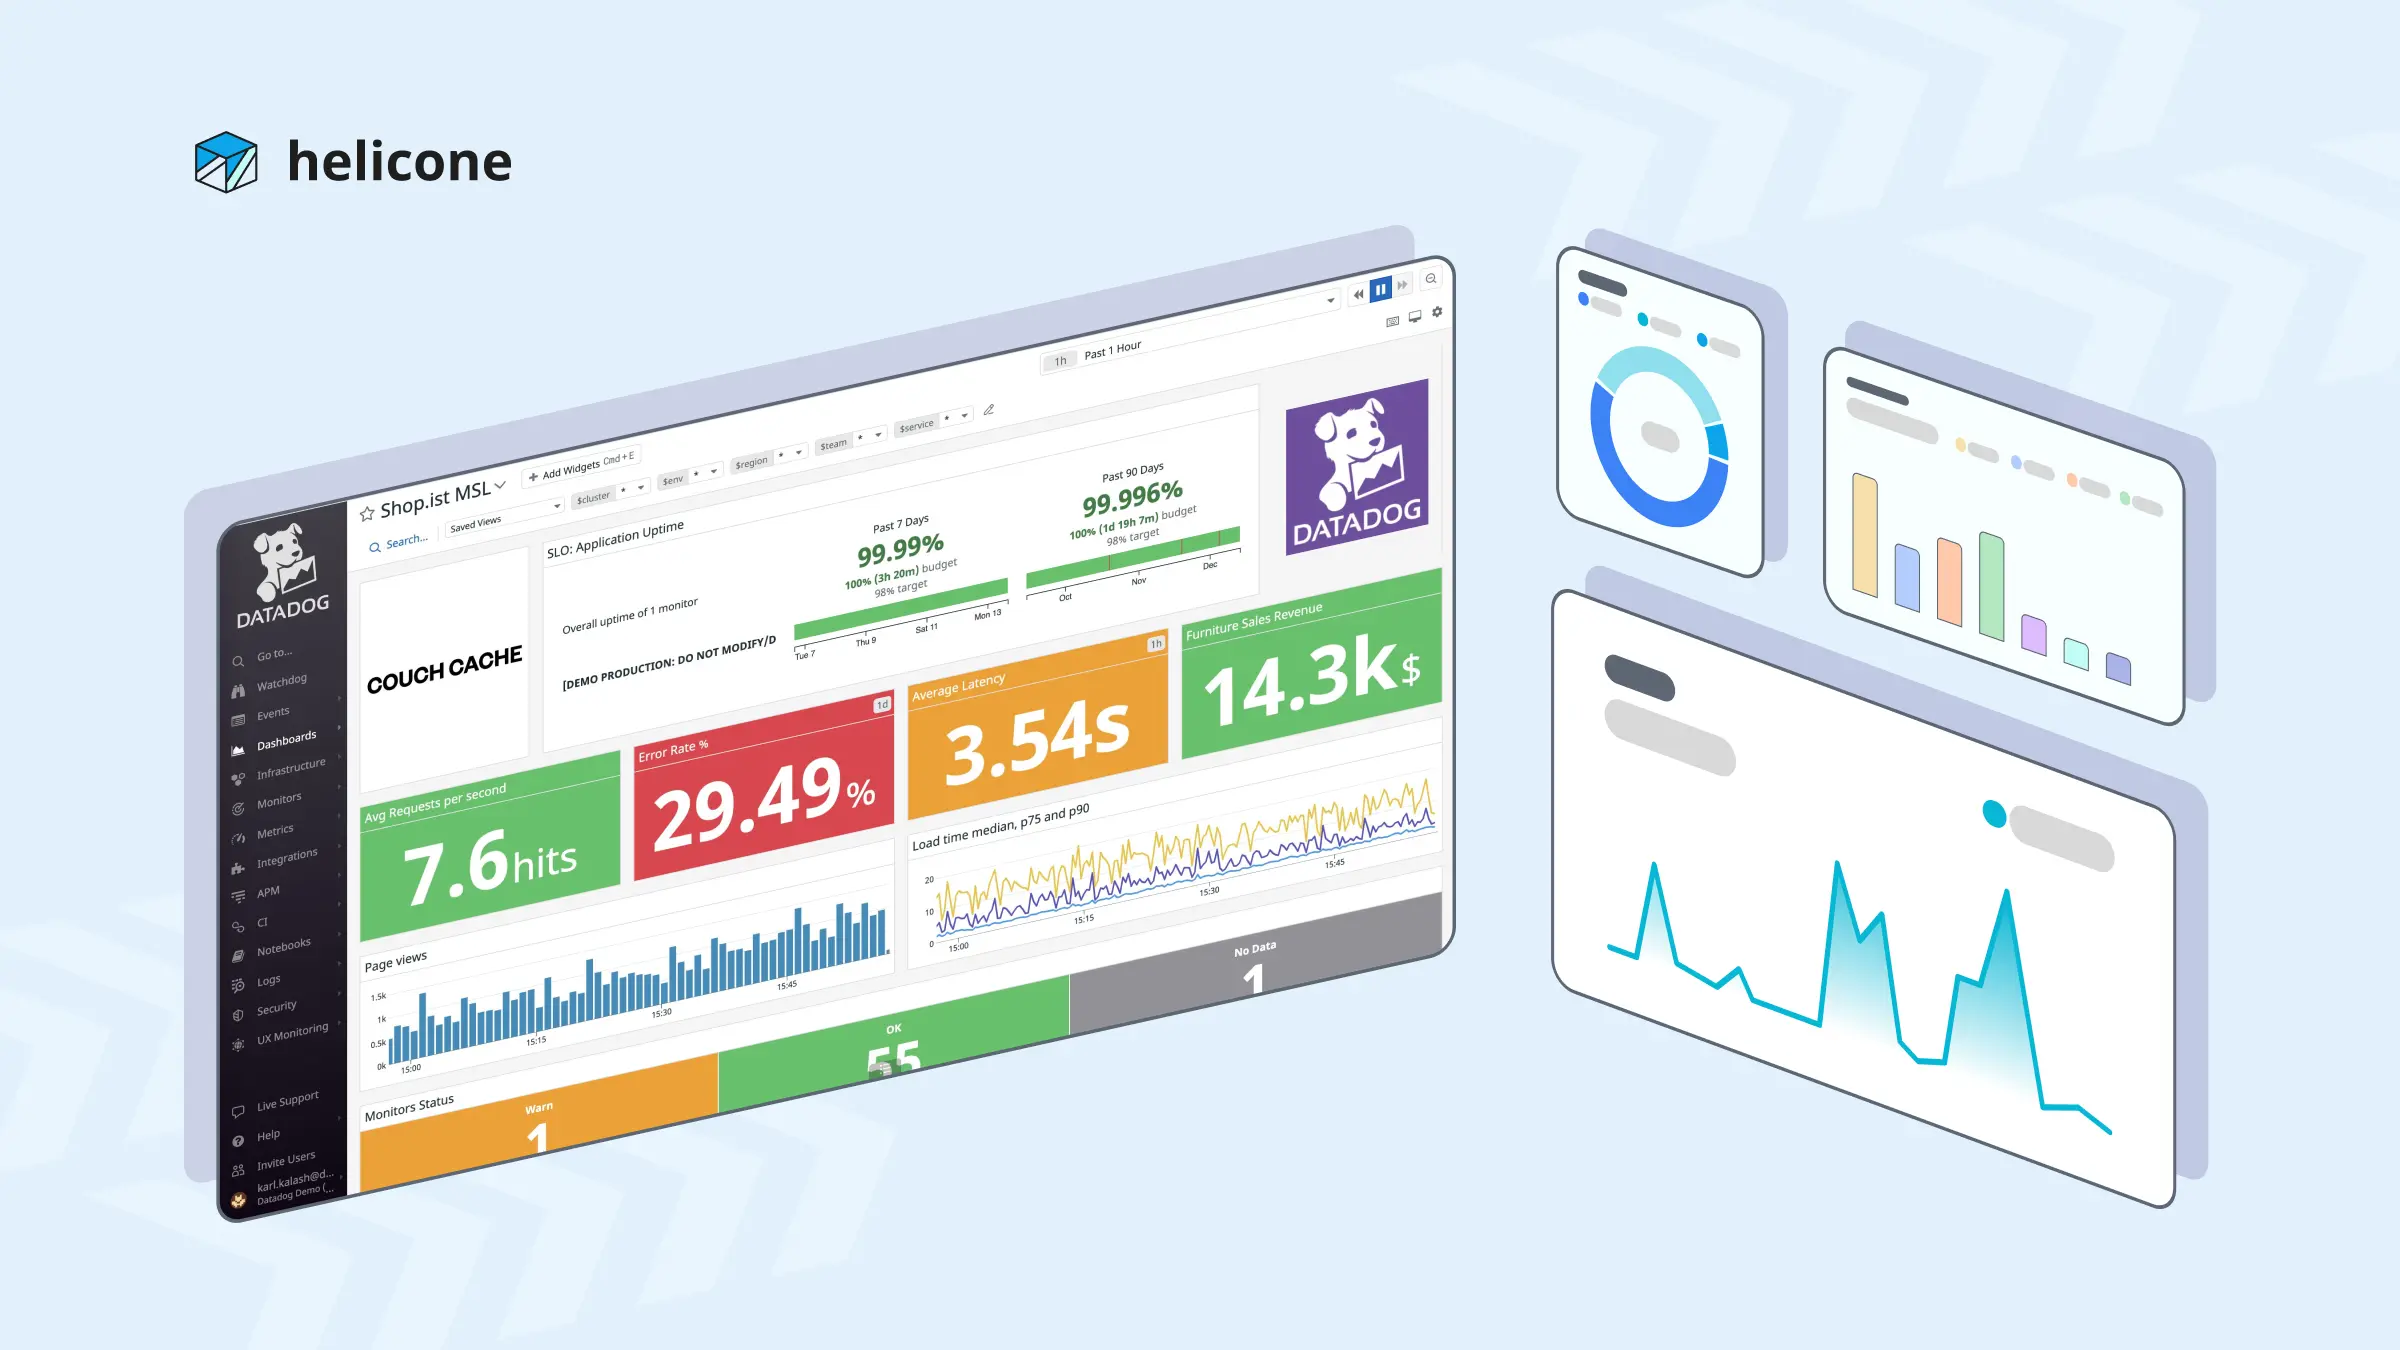 helicone
DATADOG
Go to...
Watchdog
Events
Dashboards
Infrastructure
Monitors
Metrics
Integrations
APM
CI
Notebooks
Logs
Security
UX Monitoring
Live Support
Help
Invite Users
karl.kalash@d...
Datadog Demo (...
Shop.ist MSL
+ Add Widgets Cmd+E
1h Past 1 Hour
Search...
Saved Views
$cluster *
$env *
$region *
$team *
$service *
COUCH CACHE
SLO: Application Uptime
Overall uptime of 1 monitor
[DEMO PRODUCTION: DO NOT MODIFY/D
Past 7 Days
99.99%
100% (3h 20m) budget
98% target
Tue 7 Thu 9 Sat 11 Mon 13
Past 90 Days
99.996%
100% (1d 19h 7m) budget
98% target
Oct Nov Dec
DATADOG
Avg Requests per second
7.6hits
Error Rate % 1d
29.49%
Average Latency 1h
3.54s
Furniture Sales Revenue
14.3k$
Page views
1.5k
1k
0.5k
0k
15:00 15:15 15:30 15:45
Load time median, p75 and p90
20
10
0
15:00 15:15 15:30 15:45
Monitors Status
Warn
1
OK
55
No Data
1